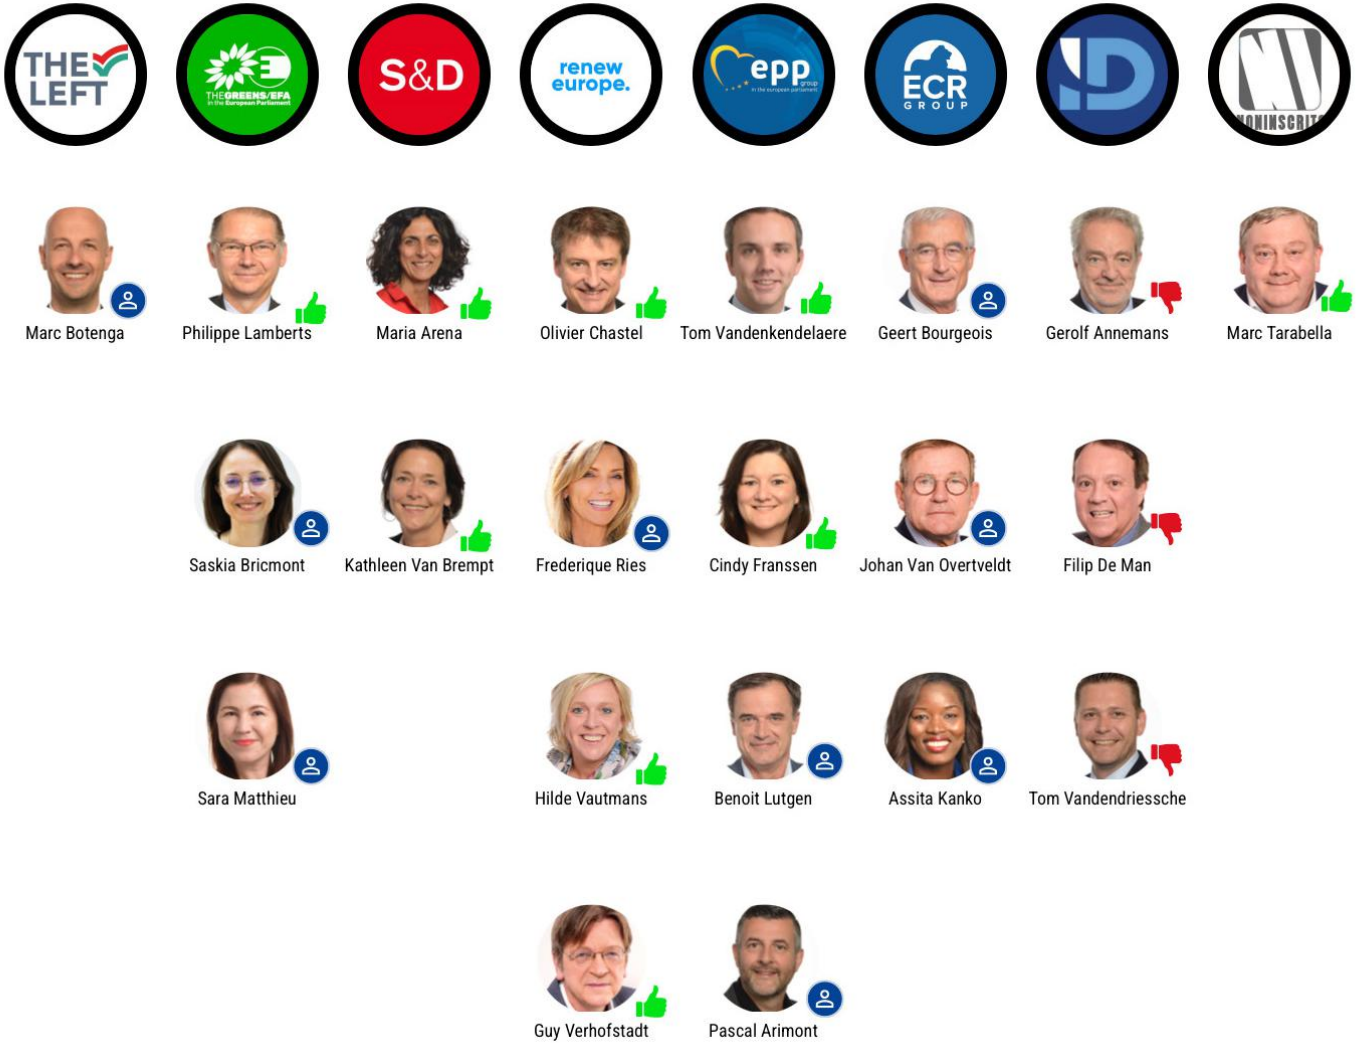 THE
LEFT
THE GREENS/EFA
in the European Parliament
S&D
renew
europe.
epp
group
in the european parliament
ECR
GROUP
ID
NI
NONINSCRITS
Marc Botenga
Philippe Lamberts
Maria Arena
Olivier Chastel
Tom Vandenkendelaere
Geert Bourgeois
Gerolf Annemans
Marc Tarabella
Saskia Bricmont
Kathleen Van Brempt
Frederique Ries
Cindy Franssen
Johan Van Overtveldt
Filip De Man
Sara Matthieu
Hilde Vautmans
Benoit Lutgen
Assita Kanko
Tom Vandendriessche
Guy Verhofstadt
Pascal Arimont